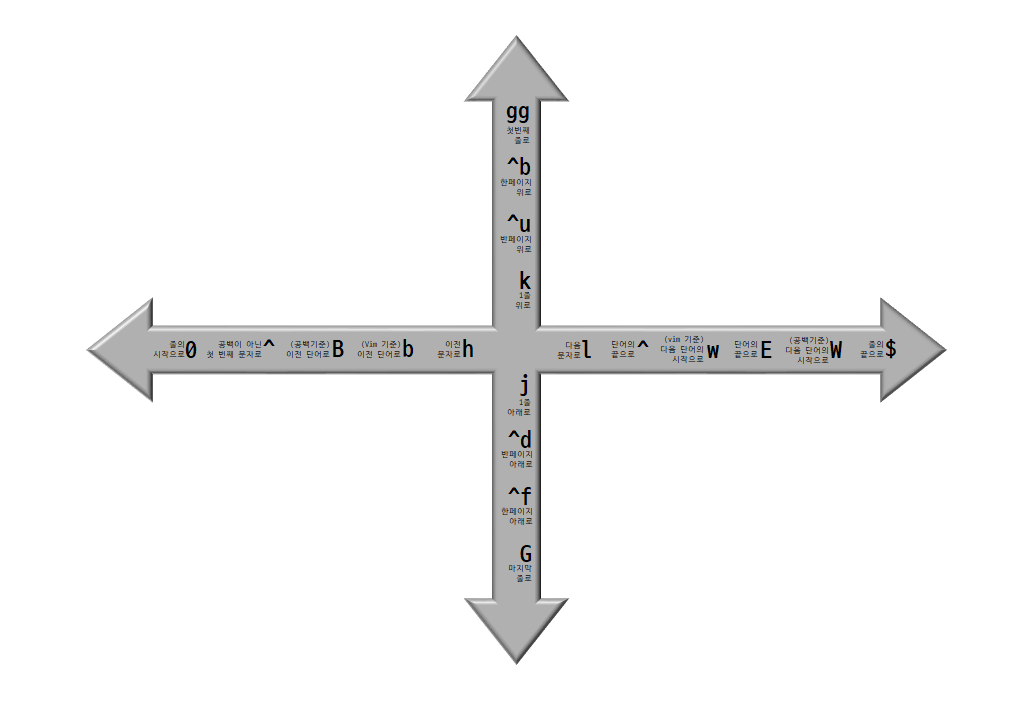 gg
첫번째
줄로
^b
한페이지
위로
^u
반페이지
위로
k
1줄
위로
줄의
시작으로0
공백이 아닌
첫 번째 문자로^
(공백기준)
이전 단어로B
(Vim 기준)
이전 단어로b
이전
문자로h
다음
문자로l
단어의
끝으로^
(vim 기준)
다음 단어의
시작으로w
단어의
끝으로E
(공백기준)
다음 단어의
시작으로W
줄의
끝으로$
j
1줄
아래로
^d
반페이지
아래로
^f
한페이지
아래로
G
마지막
줄로